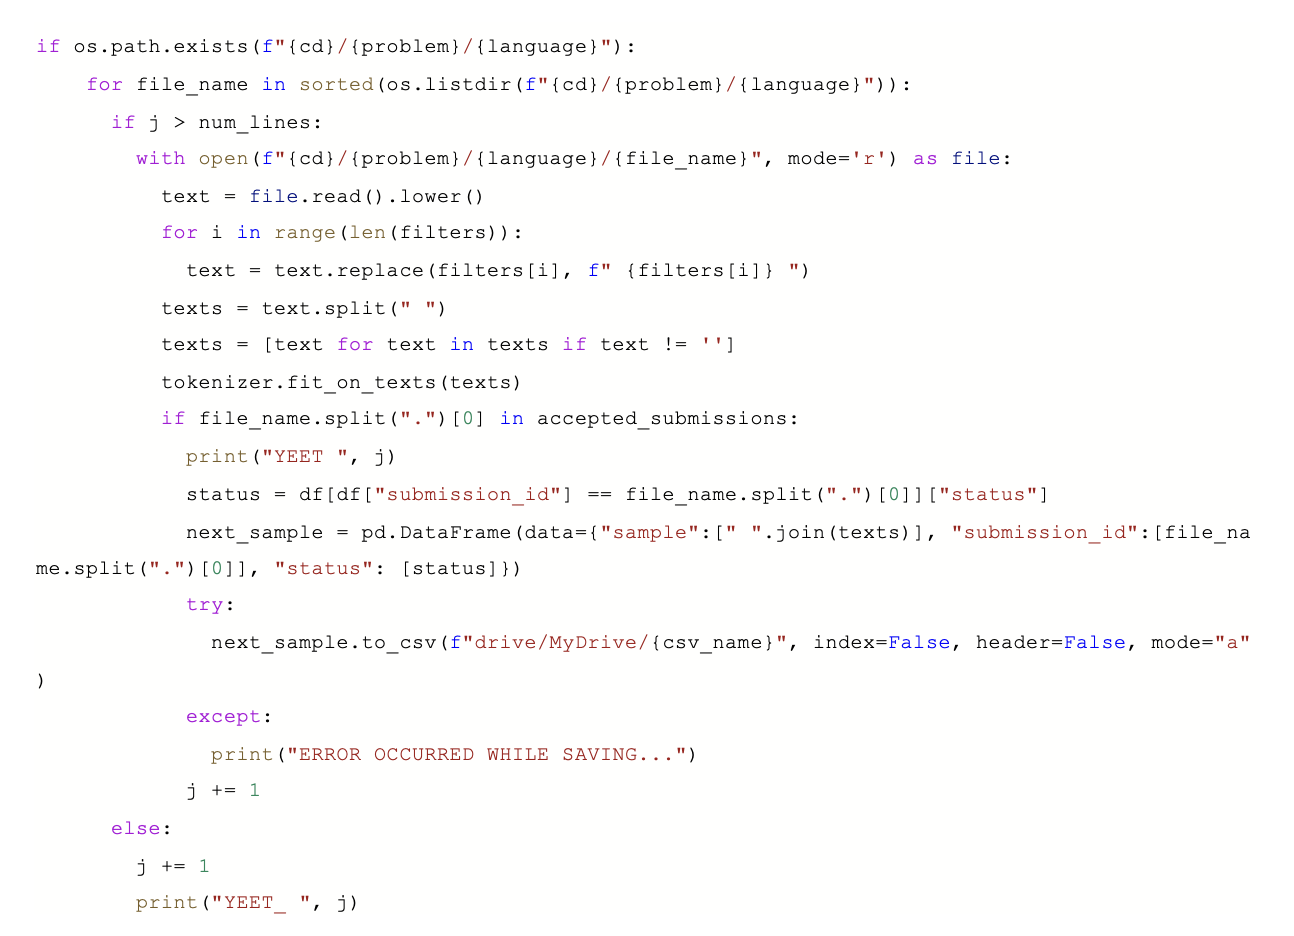 if os.path.exists(f"{cd}/{problem}/{language}"):
    for file_name in sorted(os.listdir(f"{cd}/{problem}/{language}")):
      if j > num_lines:
        with open(f"{cd}/{problem}/{language}/{file_name}", mode='r') as file:
          text = file.read().lower()
          for i in range(len(filters)):
            text = text.replace(filters[i], f" {filters[i]} ")
          texts = text.split(" ")
          texts = [text for text in texts if text != '']
          tokenizer.fit_on_texts(texts)
          if file_name.split(".")[0] in accepted_submissions:
            print("YEET ", j)
            status = df[df["submission_id"] == file_name.split(".")[0]]["status"]
            next_sample = pd.DataFrame(data={"sample":[" ".join(texts)], "submission_id":[file_na
me.split(".")[0]], "status": [status]})
            try:
              next_sample.to_csv(f"drive/MyDrive/{csv_name}", index=False, header=False, mode="a"
)
            except:
              print("ERROR OCCURRED WHILE SAVING...")
            j += 1
      else:
        j += 1
        print("YEET_ ", j)